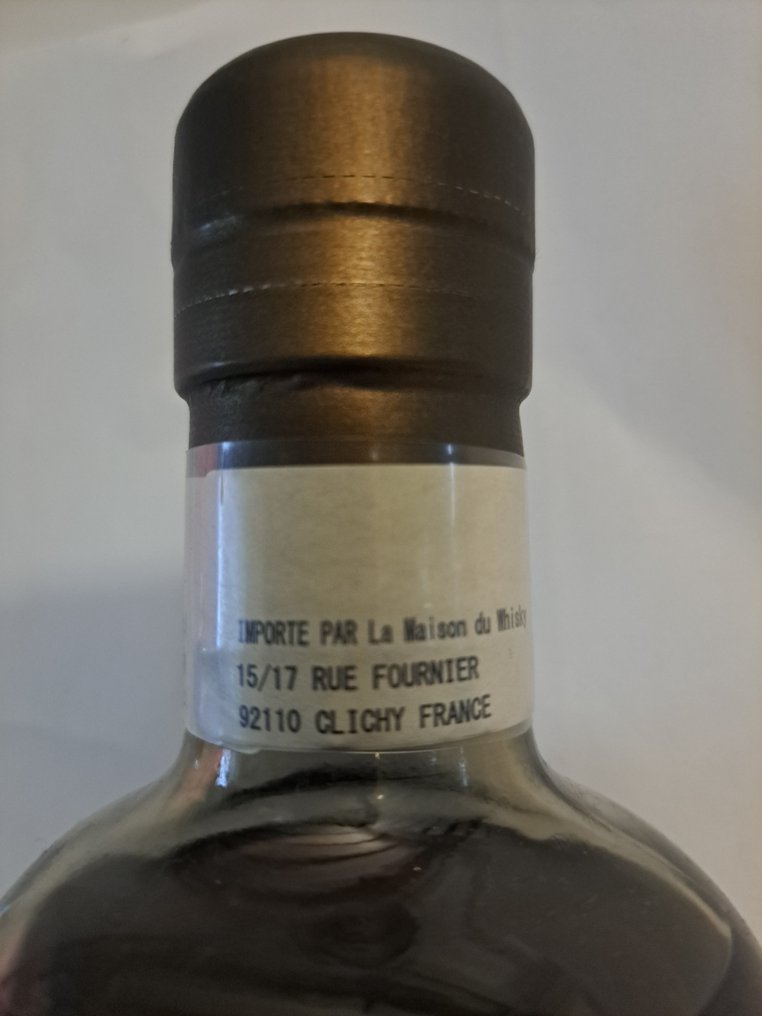 IMPORTE PAR La Maison du Whisky
15/17 RUE FOURNIER
92110 CLICHY FRANCE